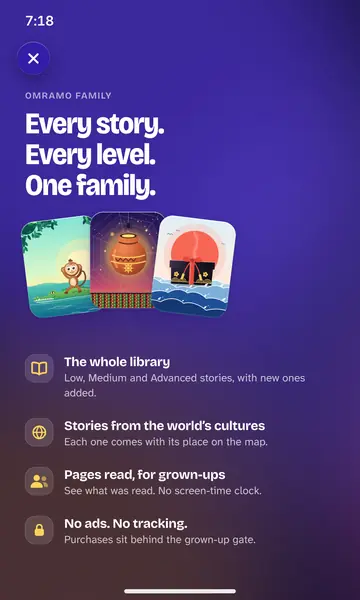 7:18
OMRAMO FAMILY
Every story.
Every level.
One family.
The whole library
Low, Medium and Advanced stories, with new ones
added.
Stories from the world's cultures
Each one comes with its place on the map.
Pages read, for grown-ups
See what was read. No screen-time clock.
No ads. No tracking.
Purchases sit behind the grown-up gate.